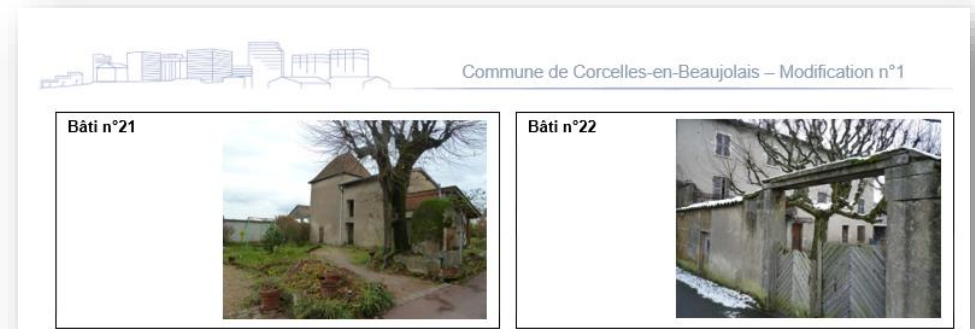 Commune de Corcelles-en-Beaujolais – Modification n°1
Bâti n°21
Bâti n°22